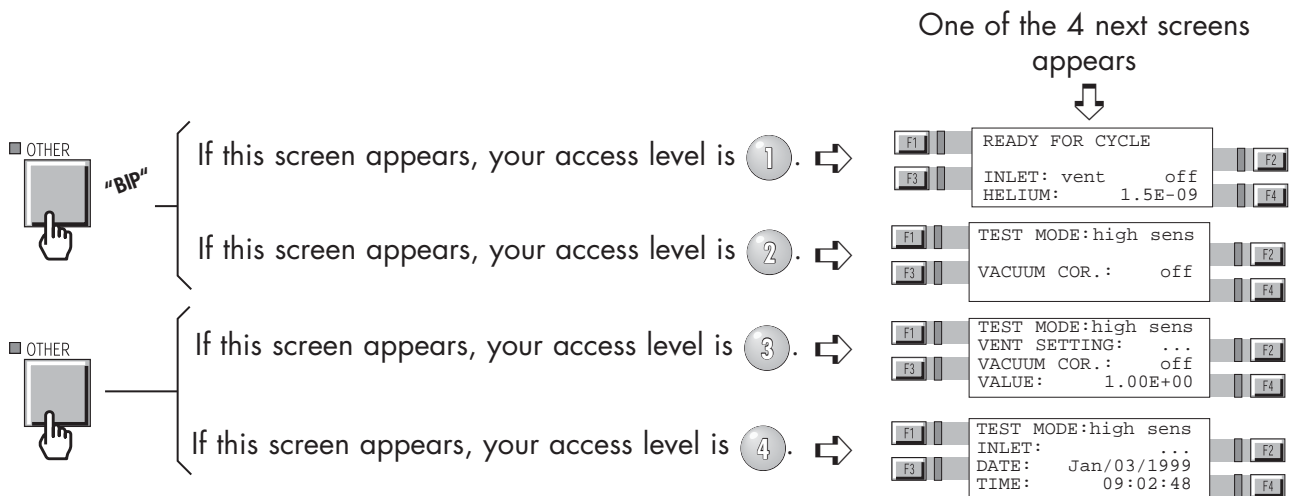 One of the 4 next screens
appears
OTHER
"BIP"
If this screen appears, your access level is 1.
F1
F3
READY FOR CYCLE
INLET: vent off
HELIUM: 1.5E-09
F2
F4
If this screen appears, your access level is 2.
F1
F3
TEST MODE:high sens
VACUUM COR.: off
F2
F4
OTHER
If this screen appears, your access level is 3.
F1
F3
TEST MODE:high sens
VENT SETTING: ...
VACUUM COR.: off
VALUE: 1.00E+00
F2
F4
If this screen appears, your access level is 4.
F1
F3
TEST MODE:high sens
INLET: ...
DATE: Jan/03/1999
TIME: 09:02:48
F2
F4